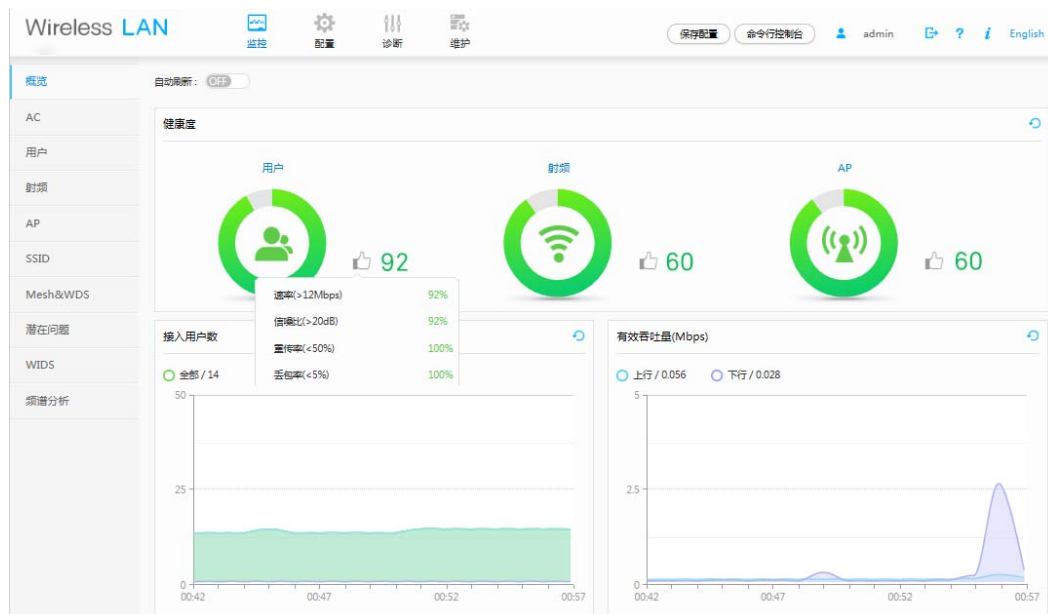 Wireless LAN
监控
配置
诊断
维护
保存配置
命令行控制台
admin
?
i
English
概览
AC
用户
射频
AP
SSID
Mesh&WDS
潜在问题
WIDS
频谱分析
自动刷新： OFF
健康度
用户
射频
AP
92
60
60
速率(>12Mbps) 92%
信噪比(>20dB) 92%
重传率(<50%) 100%
丢包率(<5%) 100%
接入用户数
全部 / 14
50
25
0
00:42 00:47 00:52 00:57
有效吞吐量(Mbps)
上行 / 0.056 下行 / 0.028
5
2.5
0
00:42 00:47 00:52 00:57